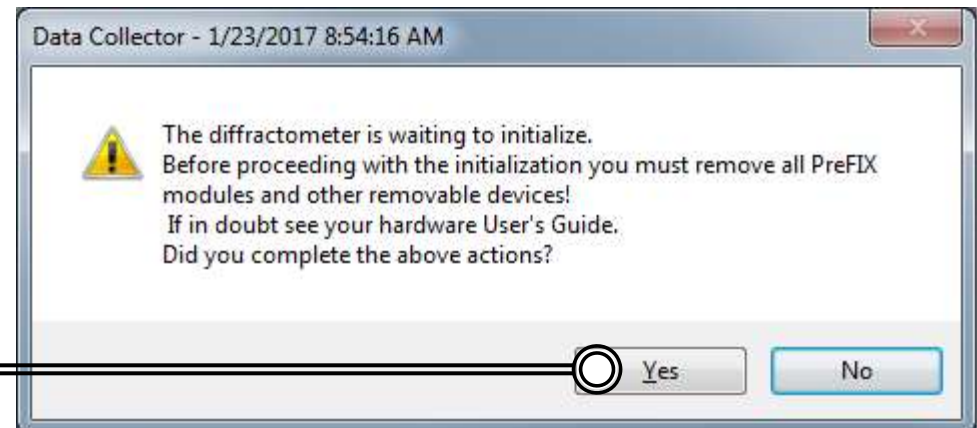 Data Collector - 1/23/2017 8:54:16 AM
The diffractometer is waiting to initialize.
Before proceeding with the initialization you must remove all PreFIX
modules and other removable devices!
If in doubt see your hardware User's Guide.
Did you complete the above actions?
Yes No